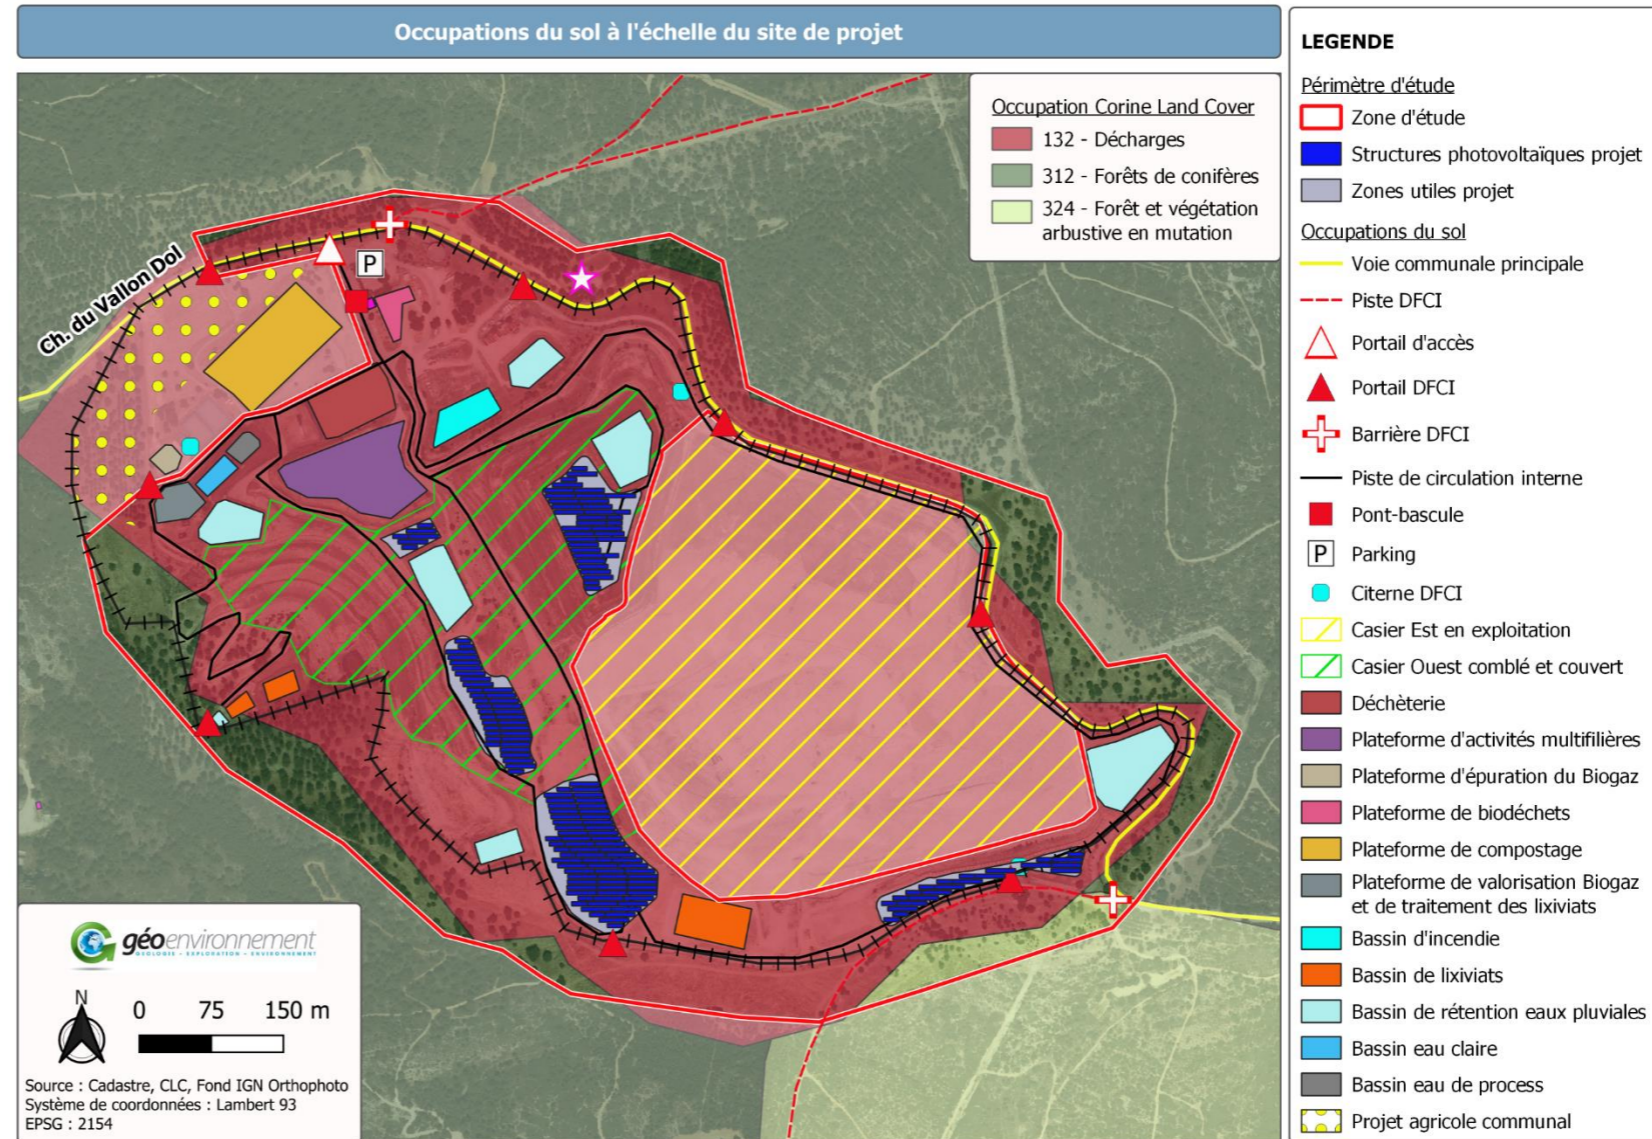 Occupations du sol à l'échelle du site de projet
Occupation Corine Land Cover
132 - Décharges
312 - Forêts de conifères
324 - Forêt et végétation
arbustive en mutation
Ch. du Vallon Dol
P
géoenvironnement
GEOLOGIE - EXPLORATION - ENVIRONNEMENT
N
0 75 150 m
Source : Cadastre, CLC, Fond IGN Orthophoto
Système de coordonnées : Lambert 93
EPSG : 2154
LEGENDE
Périmètre d'étude
Zone d'étude
Structures photovoltaïques projet
Zones utiles projet
Occupations du sol
Voie communale principale
Piste DFCI
Portail d'accès
Portail DFCI
Barrière DFCI
Piste de circulation interne
Pont-bascule
P Parking
Citerne DFCI
Casier Est en exploitation
Casier Ouest comblé et couvert
Déchèterie
Plateforme d'activités multifilières
Plateforme d'épuration du Biogaz
Plateforme de biodéchets
Plateforme de compostage
Plateforme de valorisation Biogaz
et de traitement des lixiviats
Bassin d'incendie
Bassin de lixiviats
Bassin de rétention eaux pluviales
Bassin eau claire
Bassin eau de process
Projet agricole communal